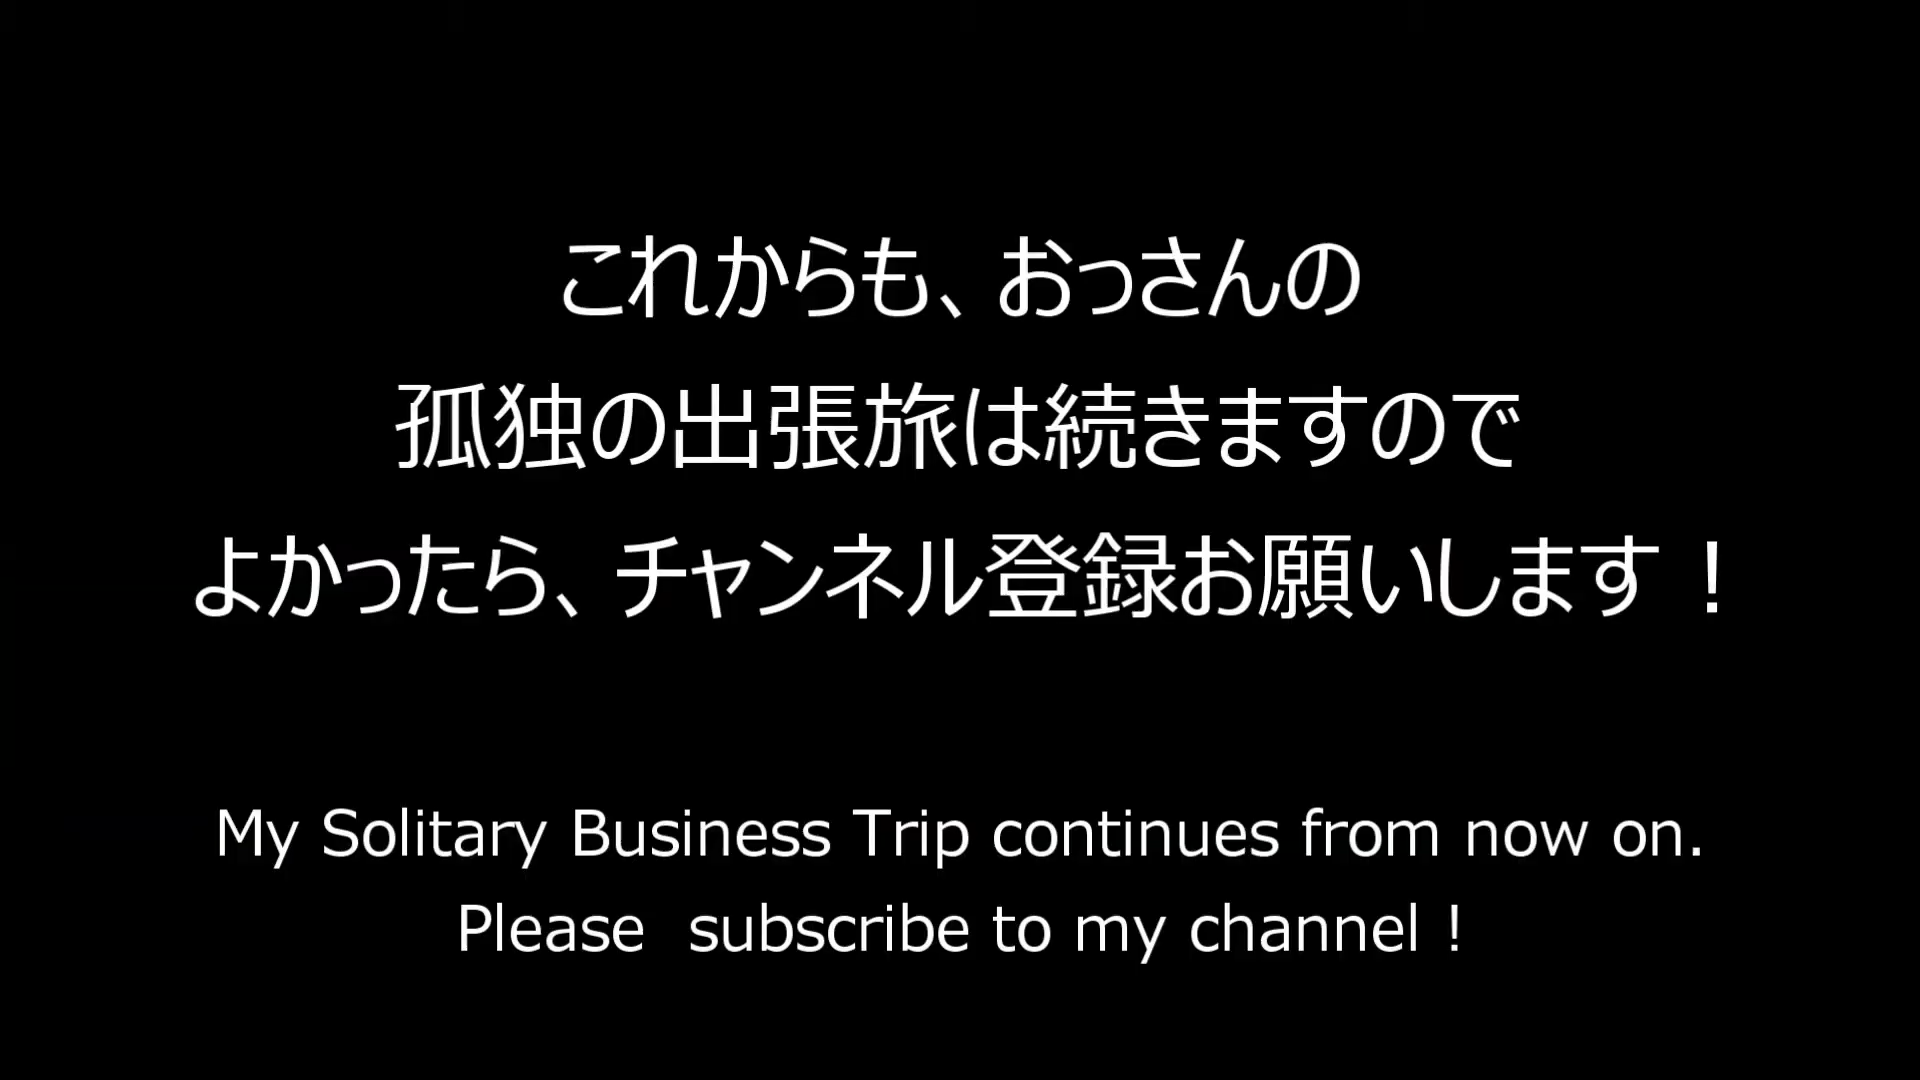 これからも、おっさんの
孤独の出張旅は続きますので
よかったら、チャンネル登録お願いします！
My Solitary Business Trip continues from now on.
Please  subscribe to my channel !